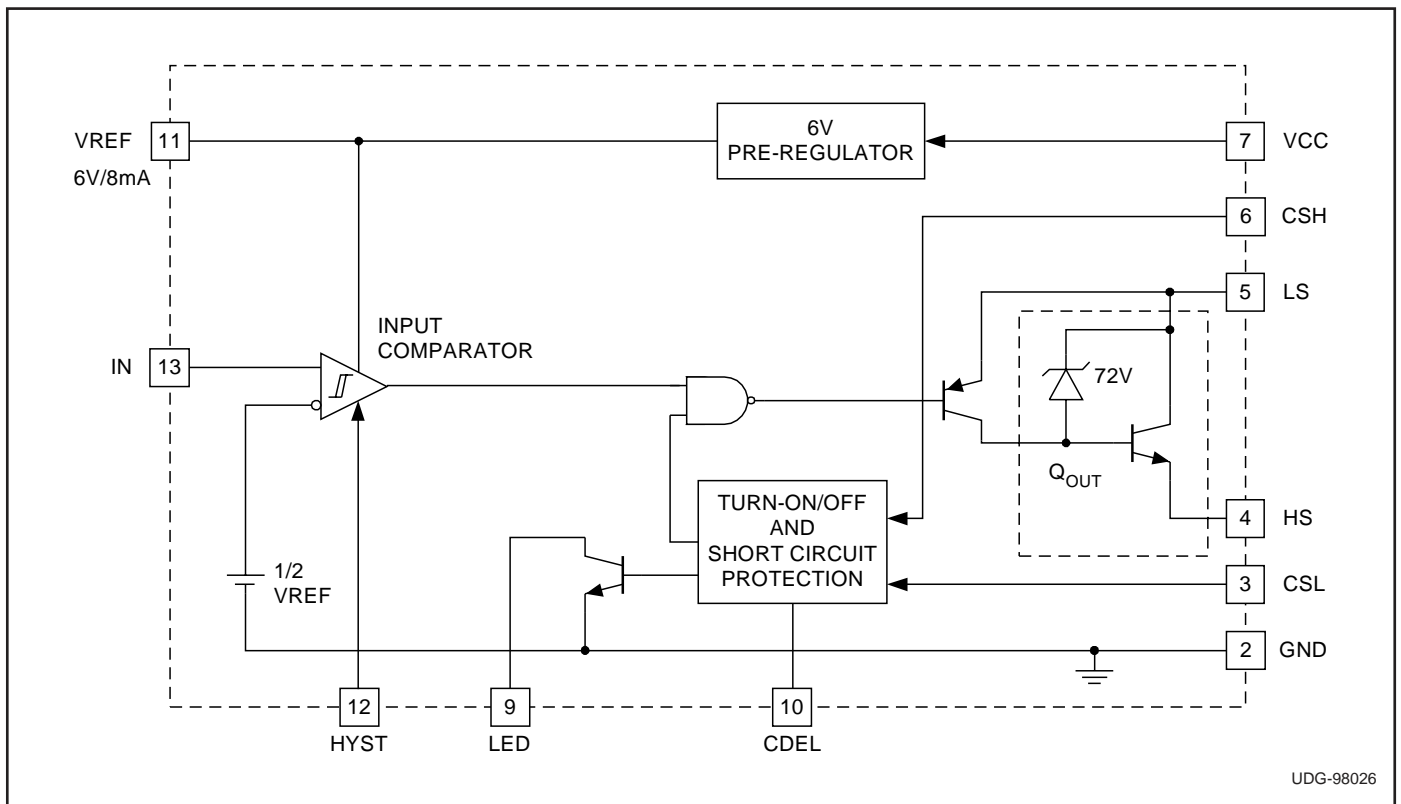 VREF
11
6V/8mA
6V
PRE-REGULATOR
7
VCC
6
CSH
5
LS
INPUT
COMPARATOR
IN
13
72V
QOUT
TURN-ON/OFF
AND
SHORT CIRCUIT
PROTECTION
4
HS
1/2
VREF
3
CSL
2
GND
12
HYST
9
LED
10
CDEL
UDG-98026